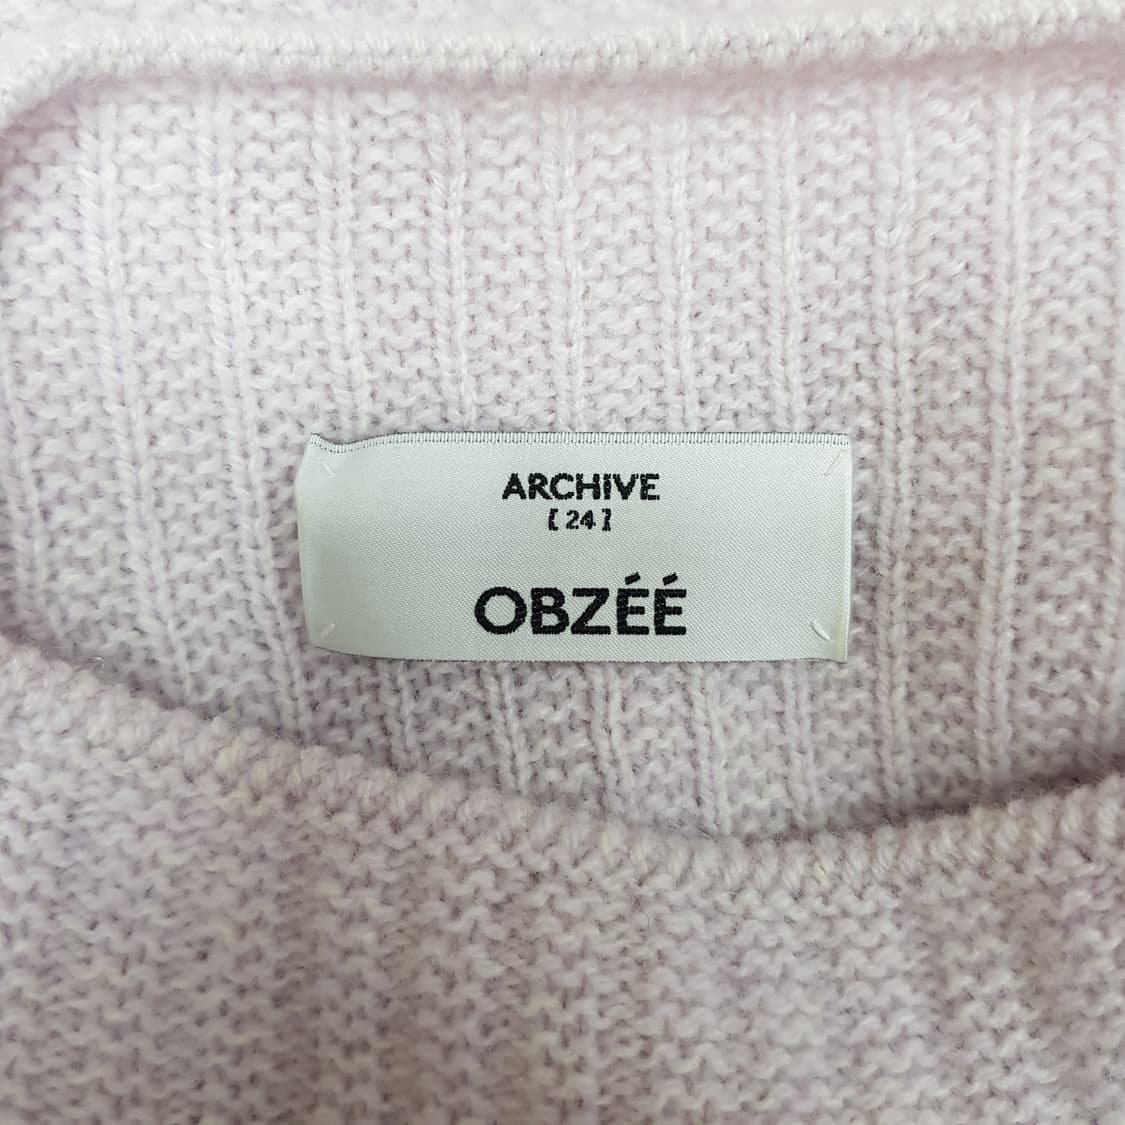 ARCHIVE
[ 24 ]
OBZÉÉ